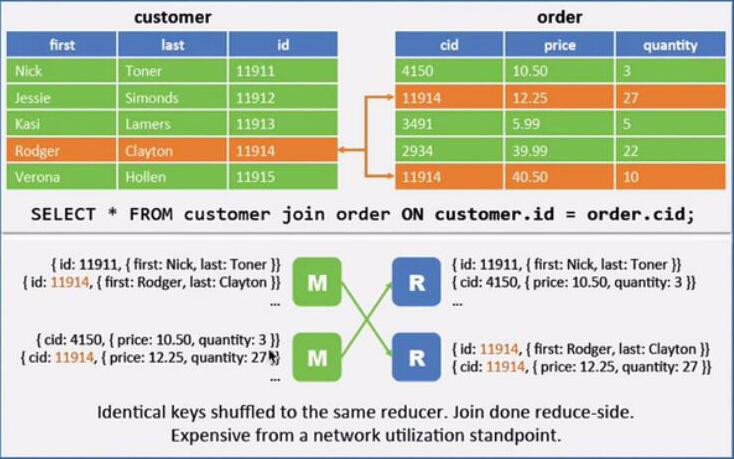 customer
first last id
Nick Toner 11911
Jessie Simonds 11912
Kasi Lamers 11913
Rodger Clayton 11914
Verona Hollen 11915
order
cid price quantity
4150 10.50 3
11914 12.25 27
3491 5.99 5
2934 39.99 22
11914 40.50 10
SELECT * FROM customer join order ON customer.id = order.cid;
{ id: 11911, { first: Nick, last: Toner }}
{ id: 11914, { first: Rodger, last: Clayton }}
...
M
{ cid: 4150, { price: 10.50, quantity: 3 }}
{ cid: 11914, { price: 12.25, quantity: 27 }}
...
M
R
{ id: 11911, { first: Nick, last: Toner }}
{ cid: 4150, { price: 10.50, quantity: 3 }}
...
R
{ id: 11914, { first: Rodger, last: Clayton }}
{ cid: 11914, { price: 12.25, quantity: 27 }}
Identical keys shuffled to the same reducer. Join done reduce-side.
Expensive from a network utilization standpoint.